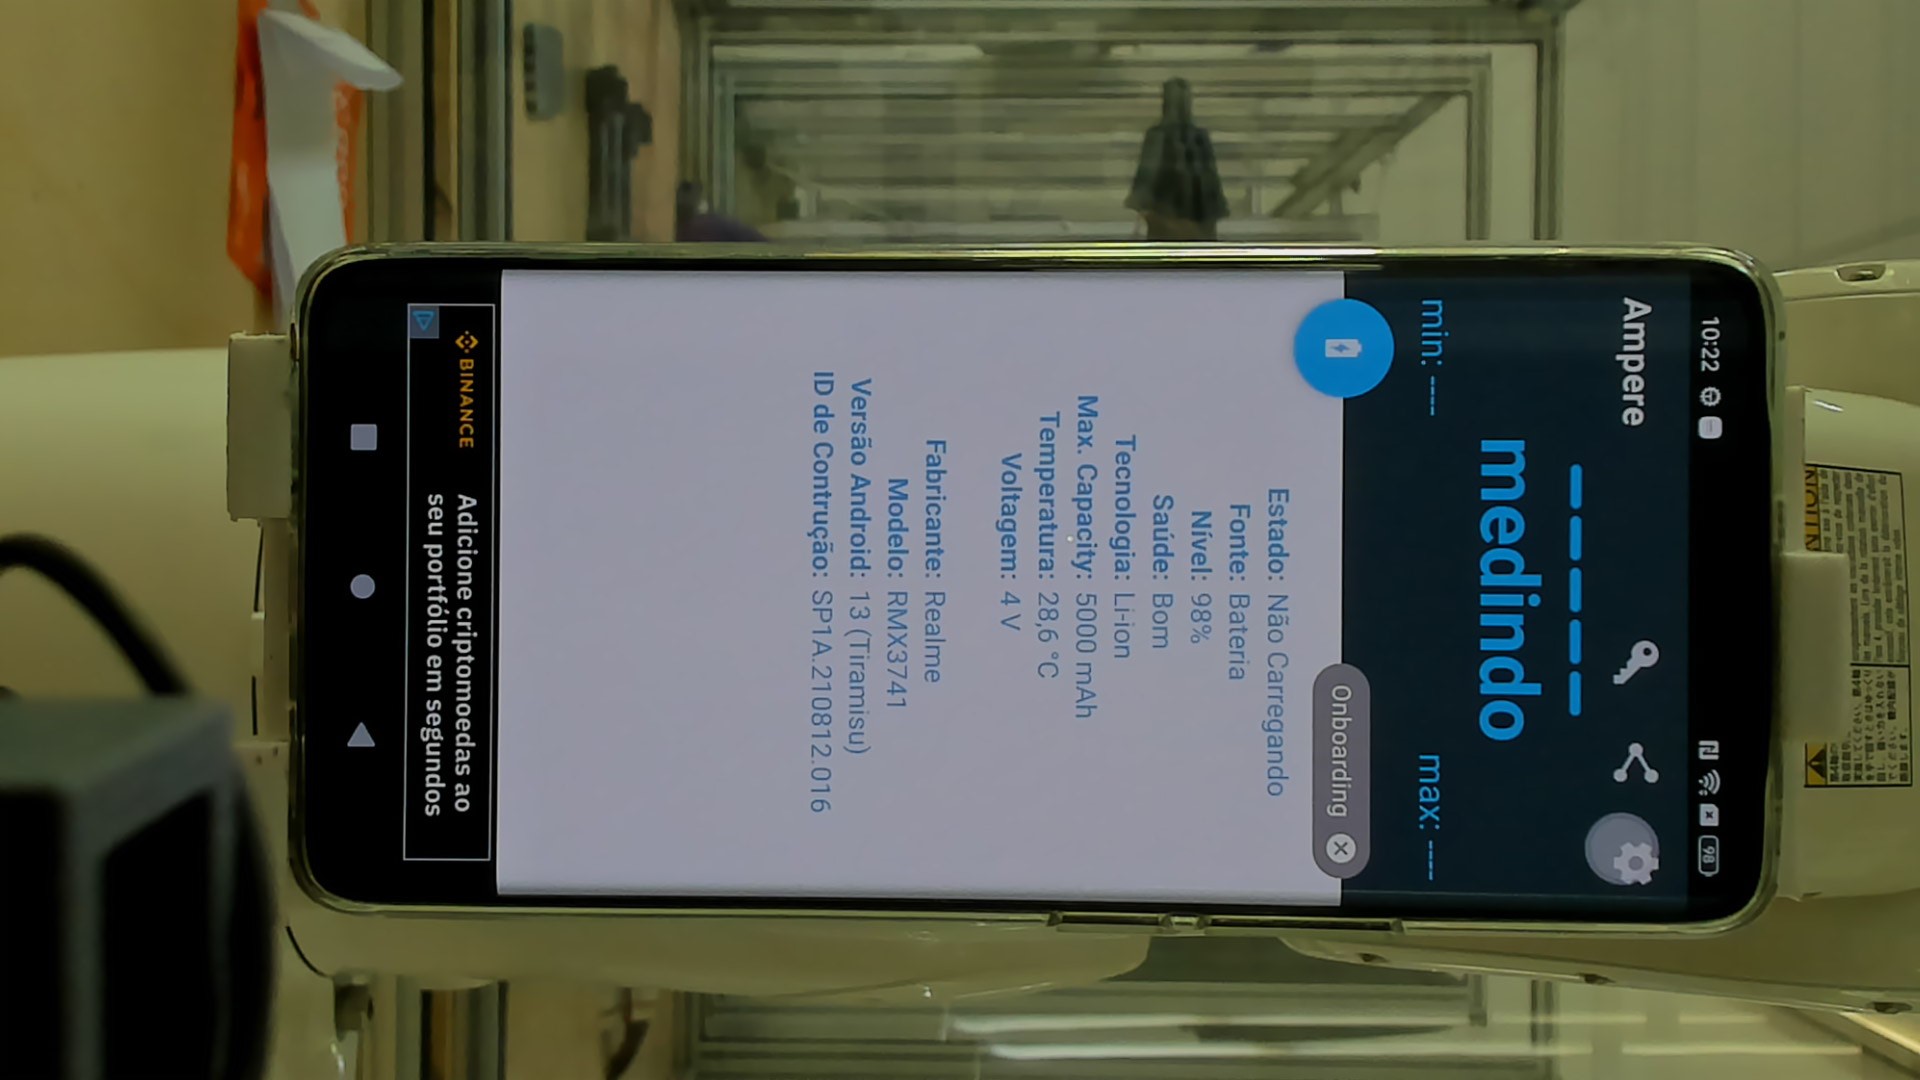 10:22
98
Ampere
-----
medindo
min: ----
max: ----
Onboarding
Estado: Não Carregando
Fonte: Bateria
Nível: 98%
Saúde: Bom
Tecnologia: Li-ion
Max. Capacity: 5000 mAh
Temperatura: 28,6 °C
Voltagem: 4 V
Fabricante: Realme
Modelo: RMX3741
Versão Android: 13 (Tiramisu)
ID de Contrução: SP1A.210812.016
BINANCE
Adicione criptomoedas ao
seu portfólio em segundos